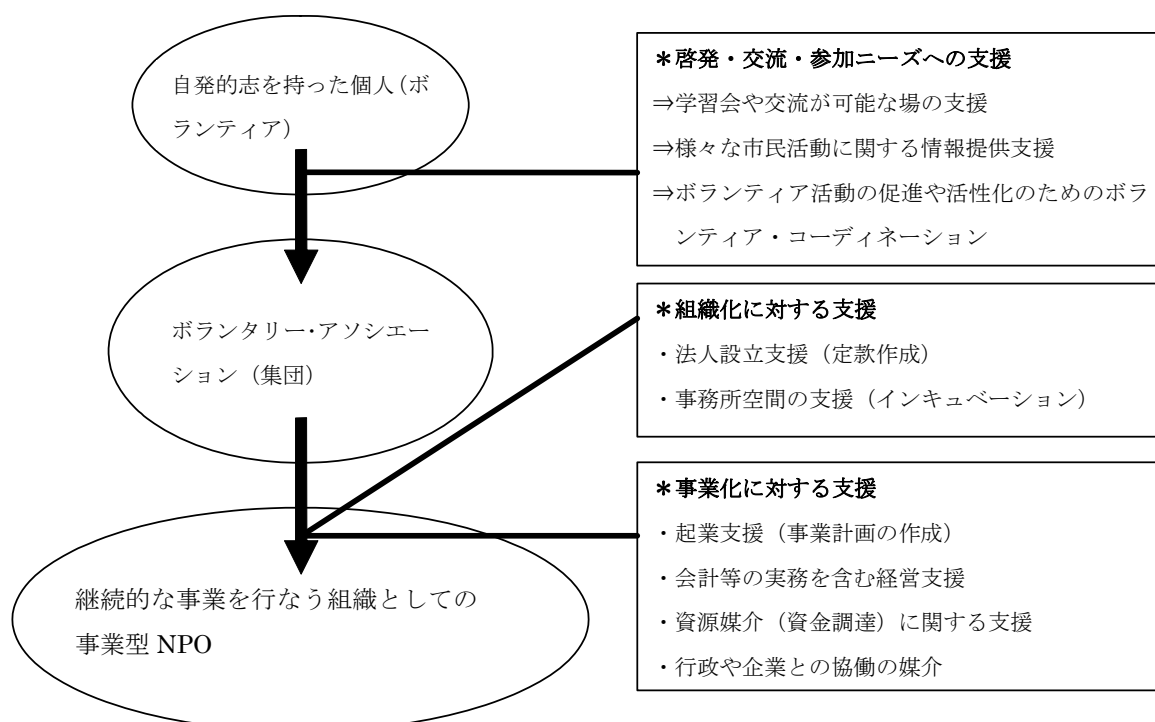 自発的志を持った個人（ボ
ランティア）
＊啓発・交流・参加ニーズへの支援
⇒学習会や交流が可能な場の支援
⇒様々な市民活動に関する情報提供支援
⇒ボランティア活動の促進や活性化のためのボラ
ンティア・コーディネーション
ボランタリー・アソシエー
ション（集団）
＊組織化に対する支援
・法人設立支援（定款作成）
・事務所空間の支援（インキュベーション）
継続的な事業を行なう組織としての
事業型 NPO
＊事業化に対する支援
・起業支援（事業計画の作成）
・会計等の実務を含む経営支援
・資源媒介（資金調達）に関する支援
・行政や企業との協働の媒介